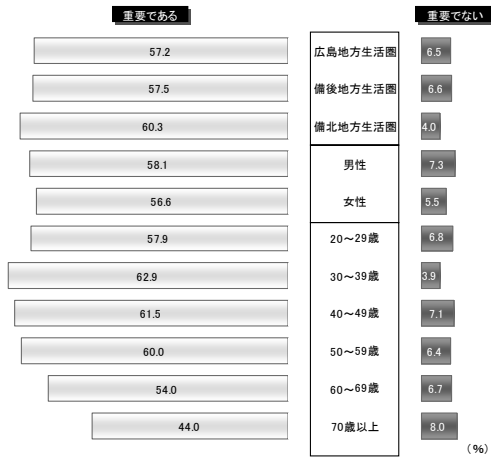 重要である 重要でない
57.2 広島地方生活圏 6.5
57.5 備後地方生活圏 6.6
60.3 備北地方生活圏 4.0
58.1 男性 7.3
56.6 女性 5.5
57.9 20～29歳 6.8
62.9 30～39歳 3.9
61.5 40～49歳 7.1
60.0 50～59歳 6.4
54.0 60～69歳 6.7
44.0 70歳以上 8.0
（％）